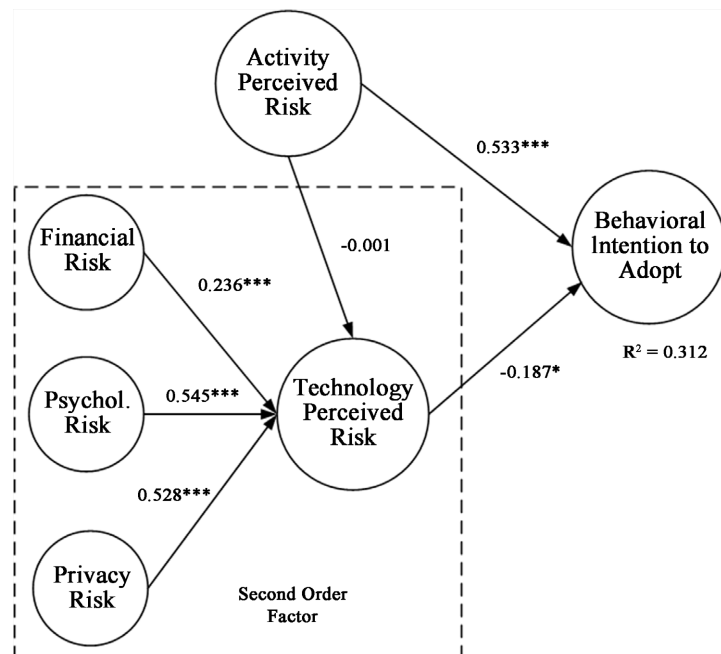 Activity
Perceived
Risk
0.533***
Behavioral
Intention to
Adopt
R² = 0.312
-0.001
Financial
Risk
0.236***
Psychol.
Risk
0.545***
Technology
Perceived
Risk
-0.187*
0.528***
Privacy
Risk
Second Order
Factor